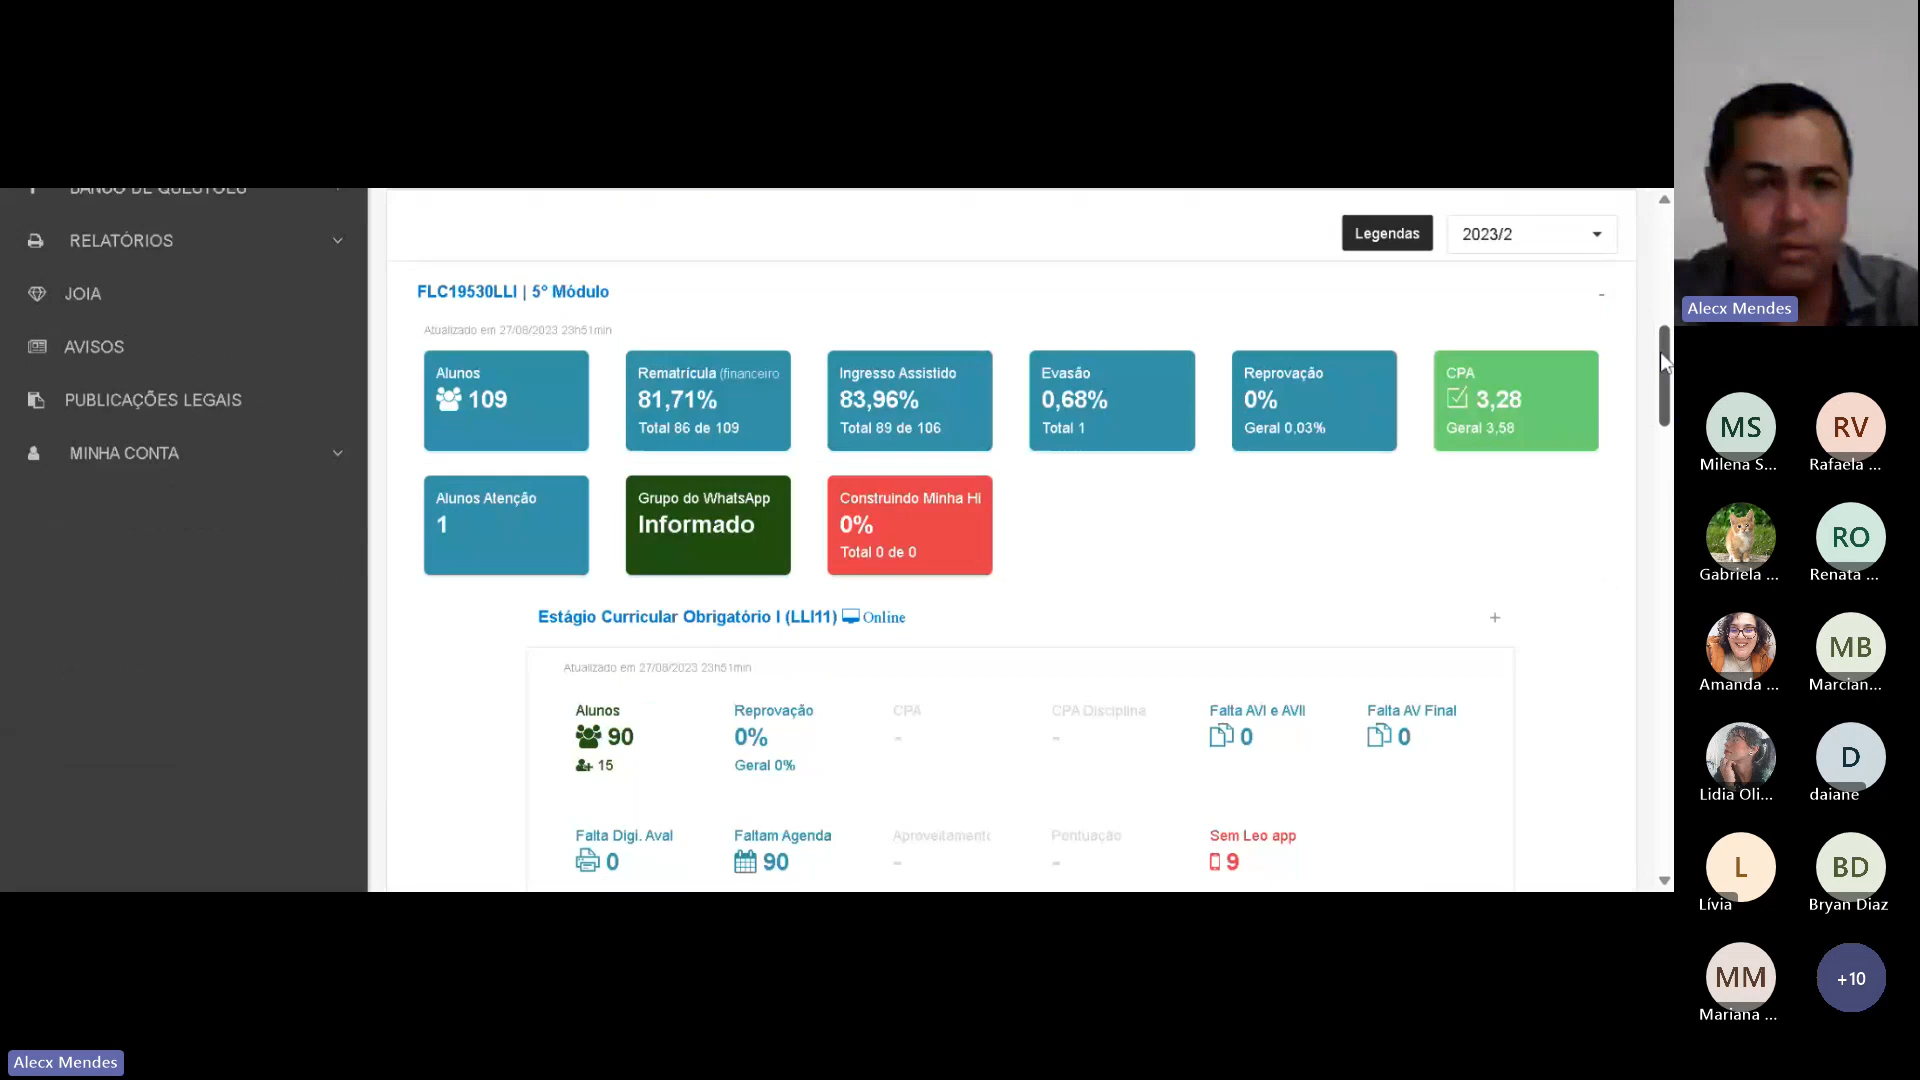 RELATÓRIOS
JOIA
AVISOS
PUBLICAÇÕES LEGAIS
MINHA CONTA
Legendas
2023/2
FLC19530LLI | 5º Módulo
-
Atualizado em 27/08/2023 23h51min
Alunos
109
Rematrícula (financeiro
81,71%
Total 86 de 109
Ingresso Assistido
83,96%
Total 89 de 106
Evasão
0,68%
Total 1
Reprovação
0%
Geral 0,03%
CPA
3,28
Geral 3,58
Alunos Atenção
1
Grupo do WhatsApp
Informado
Construindo Minha Hi
0%
Total 0 de 0
Estágio Curricular Obrigatório I (LLI11) Online
+
Atualizado em 27/08/2023 23h51min
Alunos
90
15
Reprovação
0%
Geral 0%
CPA
-
CPA Disciplina
-
Falta AVI e AVII
0
Falta AV Final
0
Falta Digi. Aval
0
Faltam Agenda
90
Aproveitamento
-
Pontuação
-
Sem Leo app
9
Alecx Mendes
MS
Milena S...
RV
Rafaela ...
Gabriela ...
RO
Renata ...
Amanda ...
MB
Marcian...
Lidia Oli...
D
daiane
L
Lívia
BD
Bryan Diaz
MM
Mariana ...
+10
Alecx Mendes